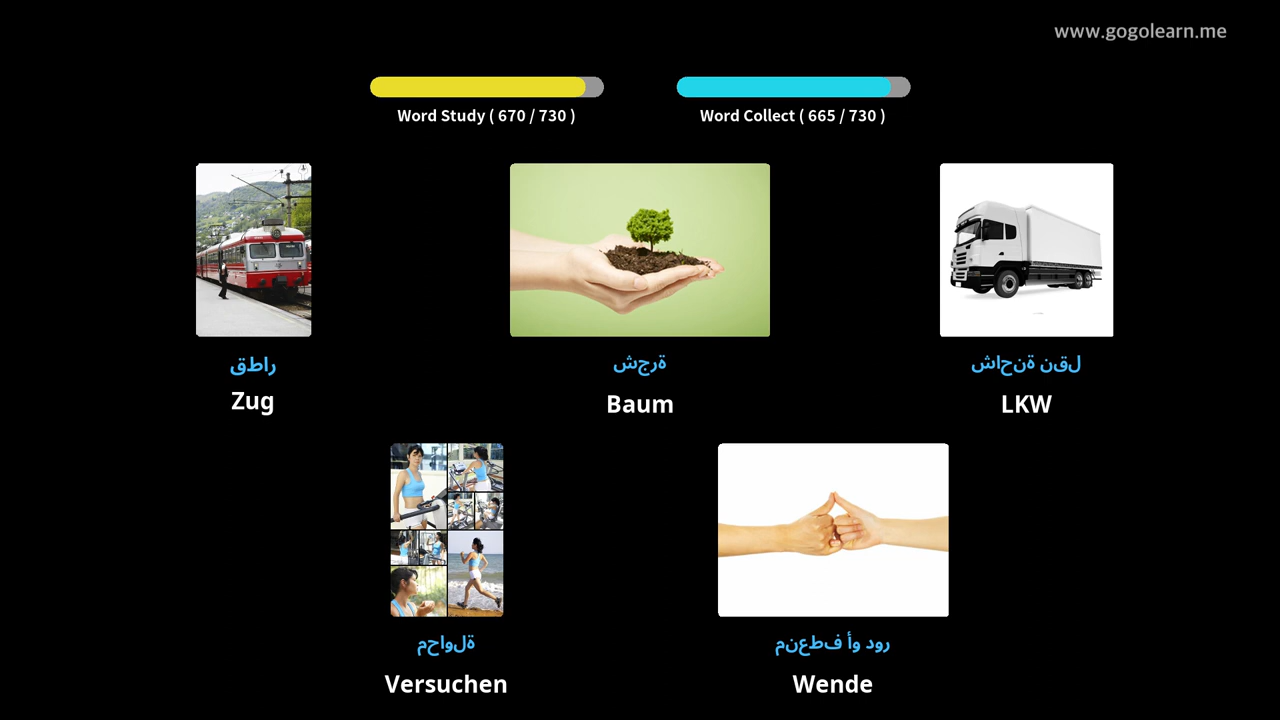 www.gogolearn.me
Word Study ( 670 / 730 )
Word Collect ( 665 / 730 )
راطق
Zug
ةرجش
Baum
لقن ةنحاش
LKW
ةلواحم
Versuchen
رود وأ فطعنم
Wende